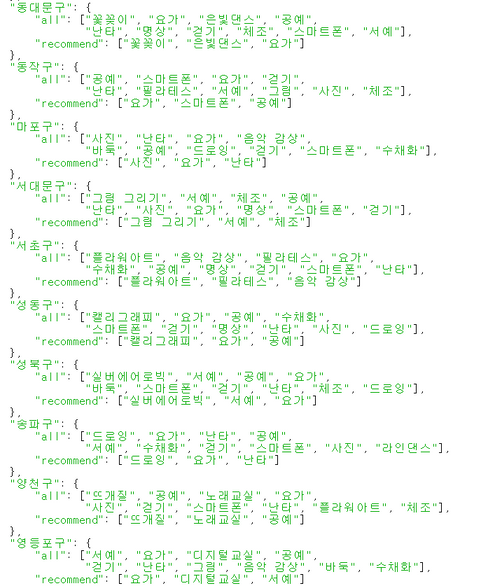 "동대문구": {
"all": ["꽃꽂이", "요가", "은빛댄스", "공예",
"난타", "명상", "걷기", "체조", "스마트폰", "서예"],
"recommend": ["꽃꽂이", "은빛댄스", "요가"]
},
"동작구": {
"all": ["공예", "스마트폰", "요가", "걷기",
"난타", "필라테스", "서예", "그림", "사진", "체조"],
"recommend": ["요가", "스마트폰", "공예"]
},
"마포구": {
"all": ["사진", "난타", "요가", "음악 감상",
"바둑", "공예", "드로잉", "걷기", "스마트폰", "수채화"],
"recommend": ["사진", "요가", "난타"]
},
"서대문구": {
"all": ["그림 그리기", "서예", "체조", "공예",
"난타", "사진", "요가", "명상", "스마트폰", "걷기"],
"recommend": ["그림 그리기", "서예", "체조"]
},
"서초구": {
"all": ["플라워아트", "음악 감상", "필라테스", "요가",
"수채화", "공예", "명상", "걷기", "스마트폰", "난타"],
"recommend": ["플라워아트", "필라테스", "음악 감상"]
},
"성동구": {
"all": ["캘리그래피", "요가", "공예", "수채화",
"스마트폰", "걷기", "명상", "난타", "사진", "드로잉"],
"recommend": ["캘리그래피", "요가", "공예"]
},
"성북구": {
"all": ["실버에어로빅", "서예", "공예", "요가",
"바둑", "스마트폰", "걷기", "난타", "체조", "드로잉"],
"recommend": ["실버에어로빅", "서예", "요가"]
},
"송파구": {
"all": ["드로잉", "요가", "난타", "공예",
"서예", "수채화", "걷기", "스마트폰", "사진", "라인댄스"],
"recommend": ["드로잉", "요가", "난타"]
},
"양천구": {
"all": ["뜨개질", "공예", "노래교실", "요가",
"사진", "걷기", "스마트폰", "난타", "플라워아트", "체조"],
"recommend": ["뜨개질", "노래교실", "공예"]
},
"영등포구": {
"all": ["서예", "요가", "디지털교실", "공예",
"걷기", "난타", "그림", "음악 감상", "바둑", "수채화"],
"recommend": ["요가", "디지털교실", "서예"]